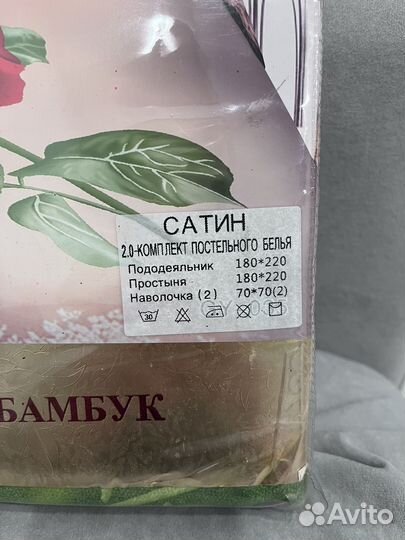 САТИН
2.0-КОМПЛЕКТ ПОСТЕЛЬНОГО БЕЛЬЯ
Пододеяльник 180*220
Простыня 180*220
Наволочка (2) 70*70(2)
30
БАМБУК
Avito